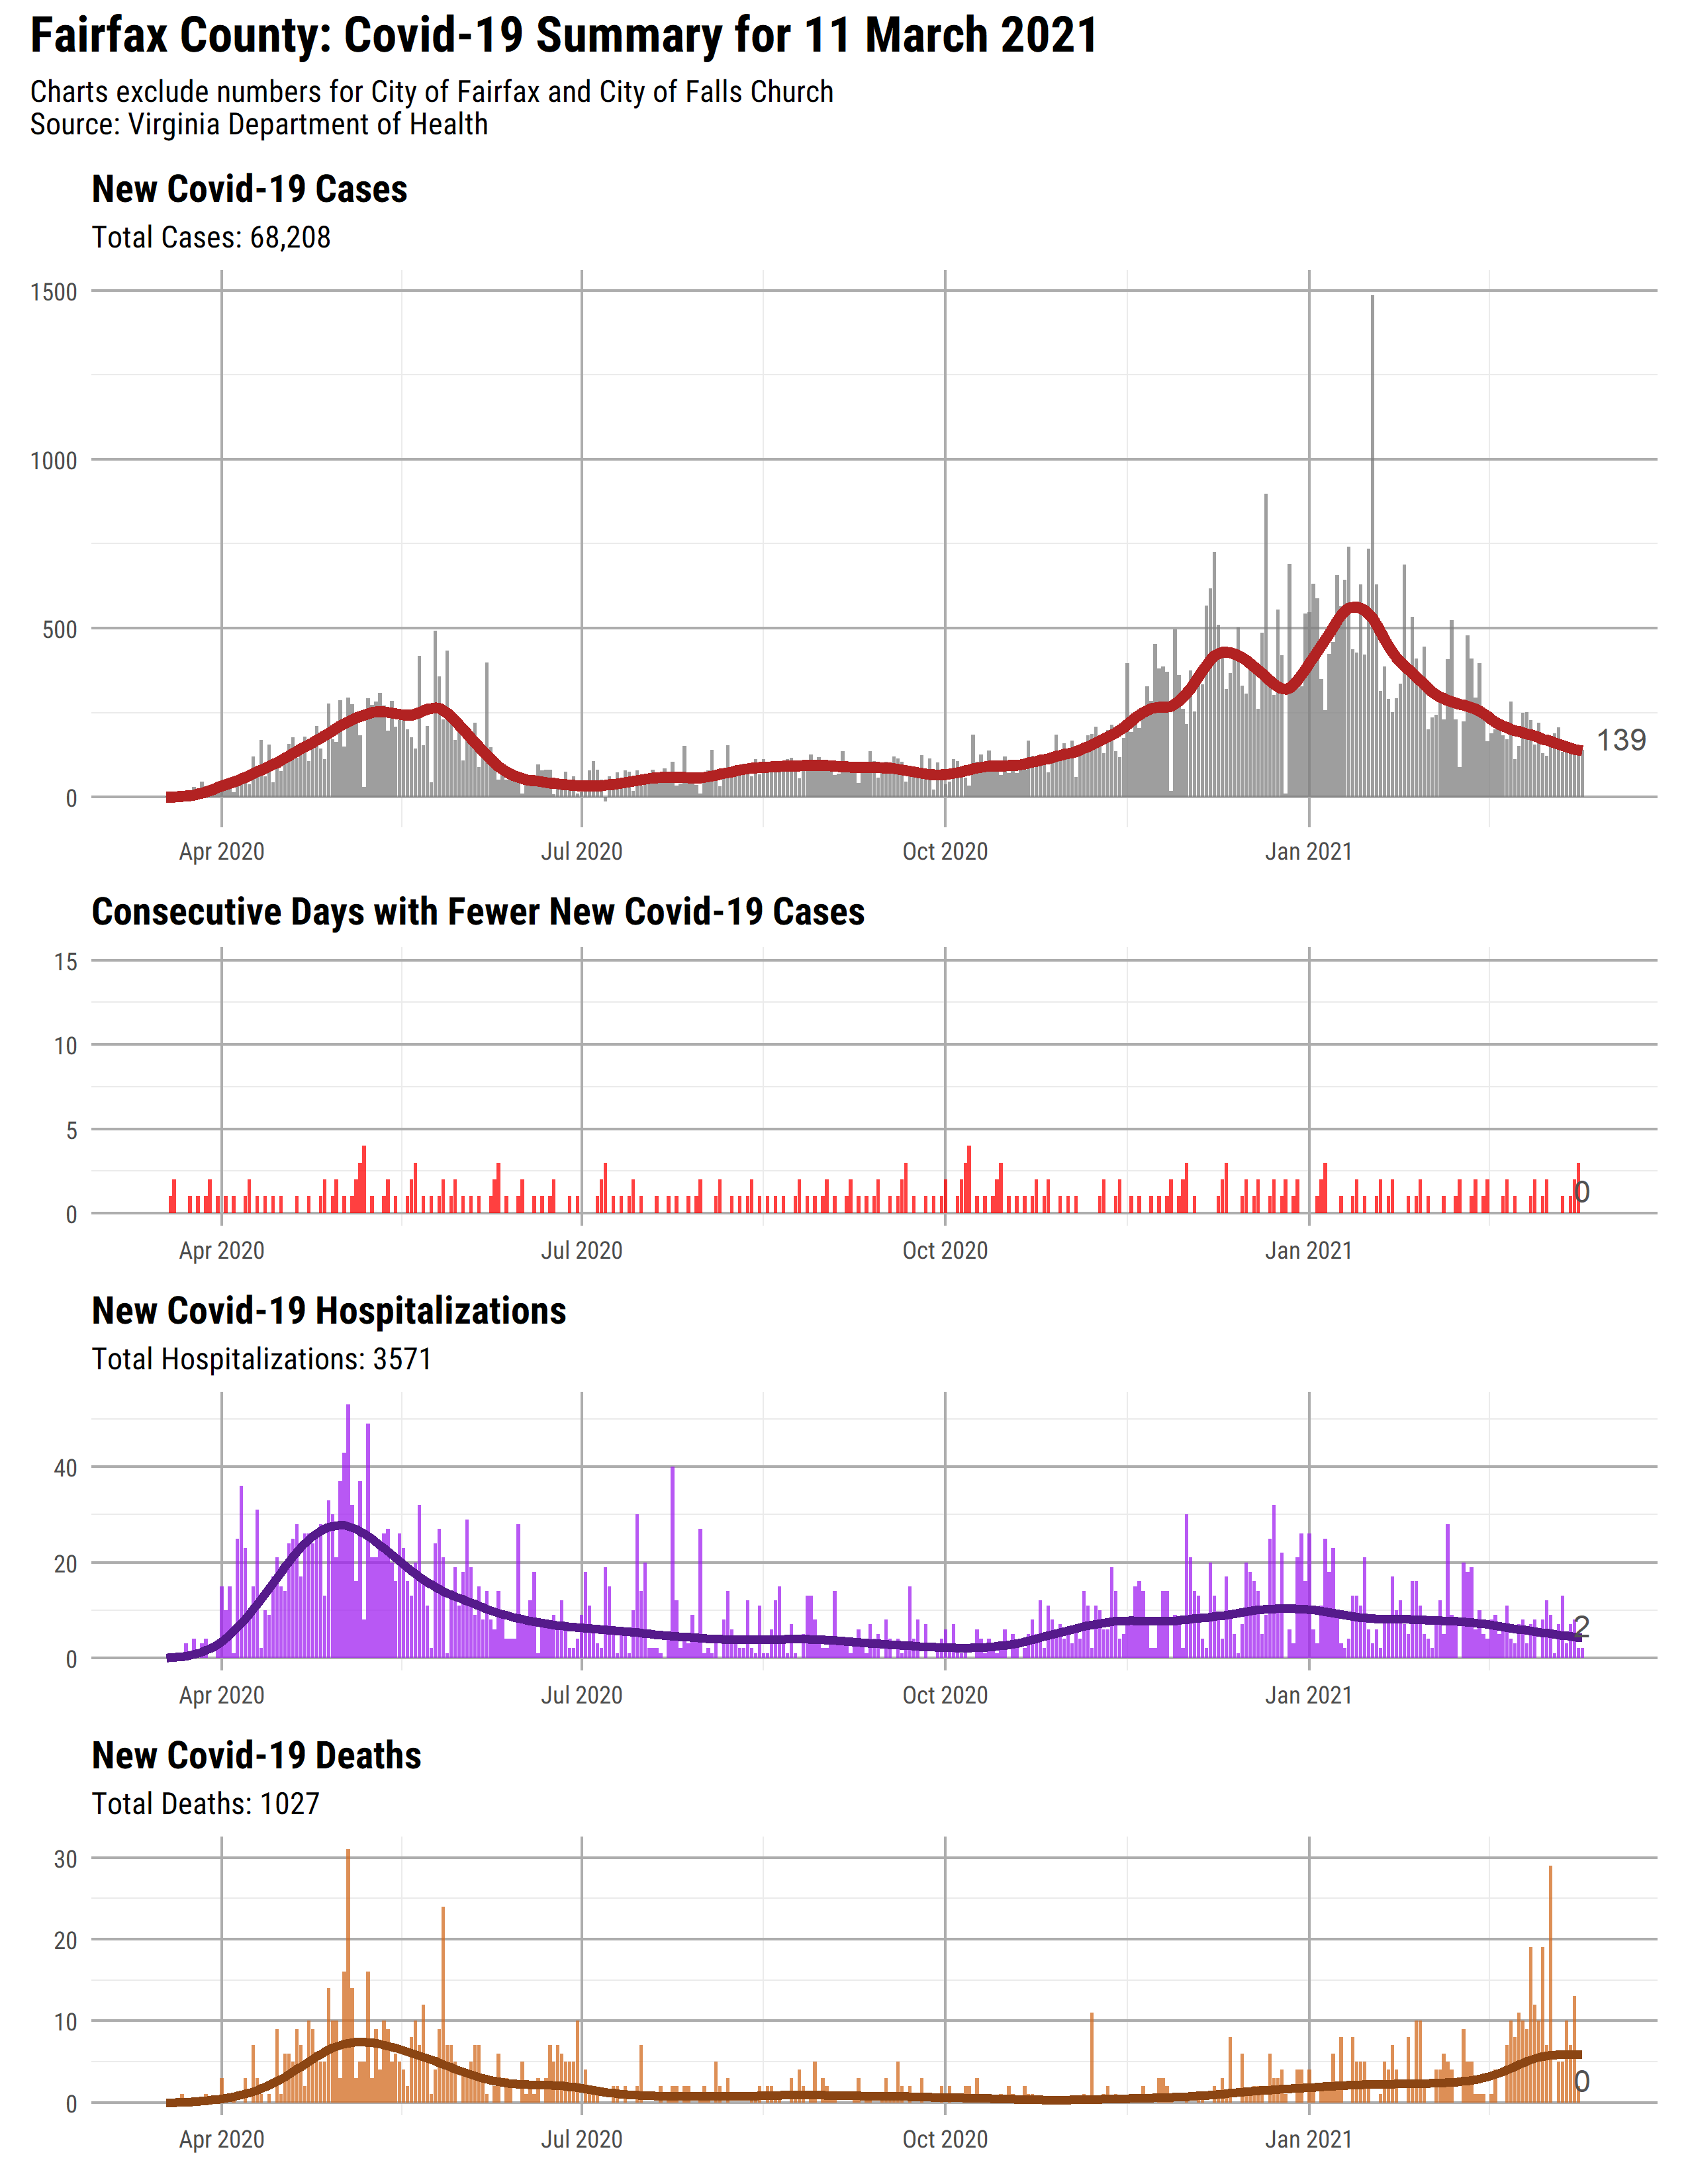 Fairfax County: Covid-19 Summary for 11 March 2021
Charts exclude numbers for City of Fairfax and City of Falls Church
Source: Virginia Department of Health
New Covid-19 Cases
Total Cases: 68,208
1500
1000
500
0
139
Apr 2020 Jul 2020 Oct 2020 Jan 2021
Consecutive Days with Fewer New Covid-19 Cases
15
10
5
0
0
Apr 2020 Jul 2020 Oct 2020 Jan 2021
New Covid-19 Hospitalizations
Total Hospitalizations: 3571
40
20
2
0
Apr 2020 Jul 2020 Oct 2020 Jan 2021
New Covid-19 Deaths
Total Deaths: 1027
30
20
10
0
0
Apr 2020 Jul 2020 Oct 2020 Jan 2021